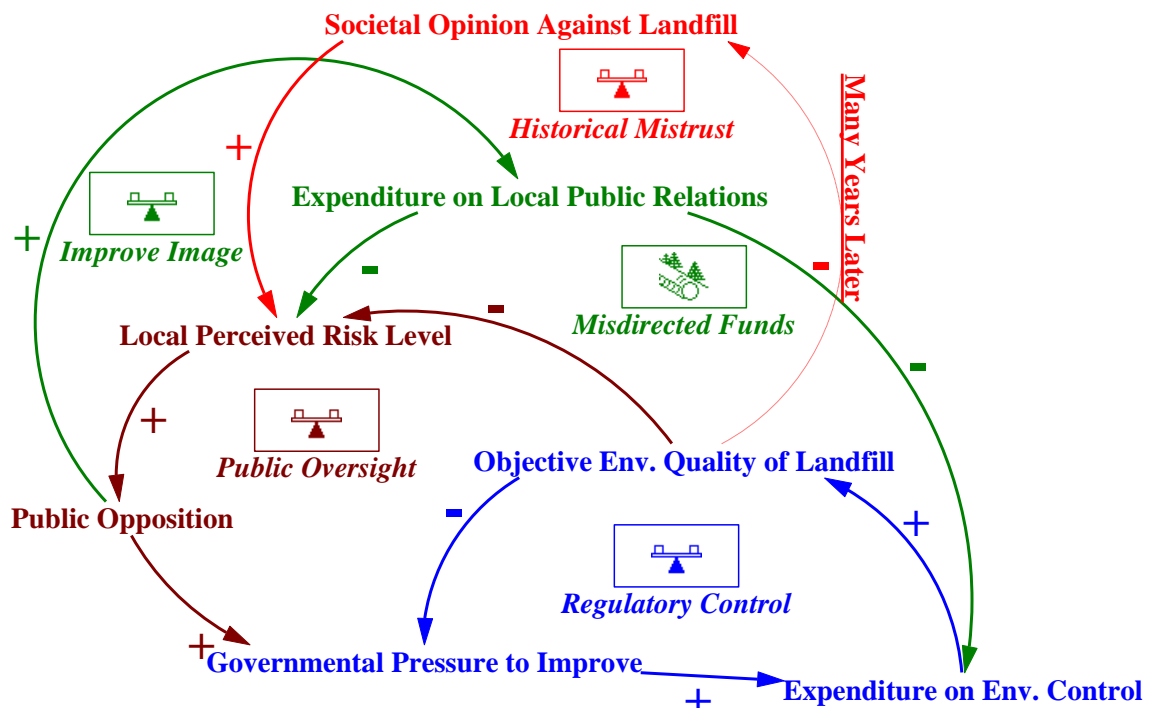 Societal Opinion Against Landfill
Historical Mistrust
Many Years Later
+
Expenditure on Local Public Relations
+
Improve Image
-
-
Misdirected Funds
-
Local Perceived Risk Level
-
+
Public Oversight
Objective Env. Quality of Landfill
Public Opposition
-
+
Regulatory Control
+
Governmental Pressure to Improve
+
Expenditure on Env. Control